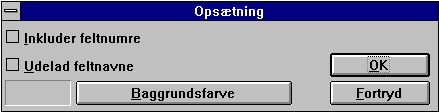 Opsætning
Inkluder feltnumre
Udelad feltnavne
OK
Baggrundsfarve
Fortryd